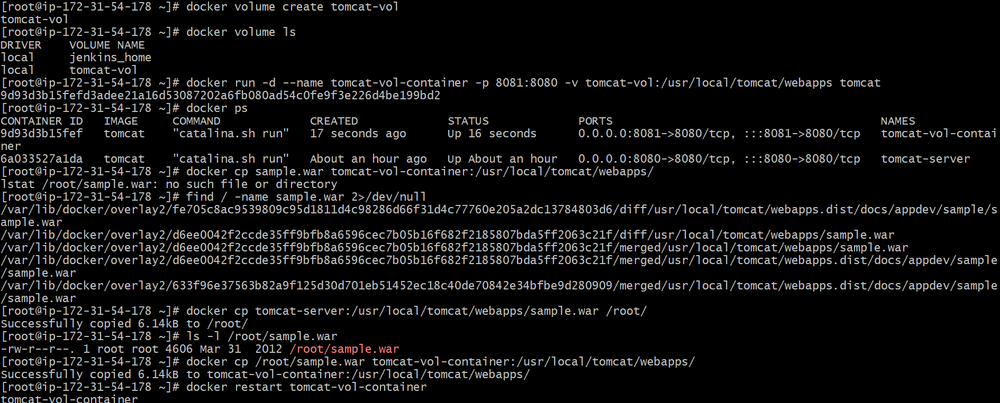 [root@ip-172-31-54-178 ~]# docker volume create tomcat-vol
tomcat-vol
[root@ip-172-31-54-178 ~]# docker volume ls
DRIVER    VOLUME NAME
local     jenkins_home
local     tomcat-vol
[root@ip-172-31-54-178 ~]# docker run -d --name tomcat-vol-container -p 8081:8080 -v tomcat-vol:/usr/local/tomcat/webapps tomcat
9d93d3b15fefd3adee21a16d53087202a6fb080ad54c0fe9f3e226d4be199bd2
[root@ip-172-31-54-178 ~]# docker ps
CONTAINER ID   IMAGE     COMMAND             CREATED             STATUS             PORTS                                       NAMES
9d93d3b15fef   tomcat    "catalina.sh run"   17 seconds ago      Up 16 seconds      0.0.0.0:8081->8080/tcp, :::8081->8080/tcp   tomcat-vol-contai
ner
6a033527a1da   tomcat    "catalina.sh run"   About an hour ago   Up About an hour   0.0.0.0:8080->8080/tcp, :::8080->8080/tcp   tomcat-server
[root@ip-172-31-54-178 ~]# docker cp sample.war tomcat-vol-container:/usr/local/tomcat/webapps/
lstat /root/sample.war: no such file or directory
[root@ip-172-31-54-178 ~]# find / -name sample.war 2>/dev/null
/var/lib/docker/overlay2/fe705c8ac9539809c95d1811d4c98286d66f31d4c77760e205a2dc13784803d6/diff/usr/local/tomcat/webapps.dist/docs/appdev/sample/s
ample.war
/var/lib/docker/overlay2/d6ee0042f2ccde35ff9bfb8a6596cec7b05b16f682f2185807bda5ff2063c21f/diff/usr/local/tomcat/webapps/sample.war
/var/lib/docker/overlay2/d6ee0042f2ccde35ff9bfb8a6596cec7b05b16f682f2185807bda5ff2063c21f/merged/usr/local/tomcat/webapps/sample.war
/var/lib/docker/overlay2/d6ee0042f2ccde35ff9bfb8a6596cec7b05b16f682f2185807bda5ff2063c21f/merged/usr/local/tomcat/webapps.dist/docs/appdev/sample
/sample.war
/var/lib/docker/overlay2/633f96e37563b82a9f125d30d701eb51452ec18c40de70842e34bfbe9d280909/merged/usr/local/tomcat/webapps.dist/docs/appdev/sample
/sample.war
[root@ip-172-31-54-178 ~]# docker cp tomcat-server:/usr/local/tomcat/webapps/sample.war /root/
Successfully copied 6.14kB to /root/
[root@ip-172-31-54-178 ~]# ls -l /root/sample.war
-rw-r--r--. 1 root root 4606 Mar 31  2012 /root/sample.war
[root@ip-172-31-54-178 ~]# docker cp /root/sample.war tomcat-vol-container:/usr/local/tomcat/webapps/
Successfully copied 6.14kB to tomcat-vol-container:/usr/local/tomcat/webapps/
[root@ip-172-31-54-178 ~]# docker restart tomcat-vol-container
tomcat-vol-container